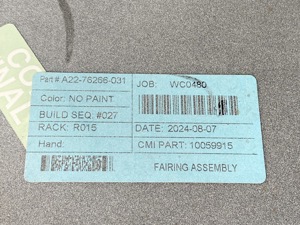 Part # A22-76266-031
JOB: WC0480
Color: NO PAINT
BUILD SEQ: #027
RACK: R015
DATE: 2024-08-07
Hand:
CMI PART: 10059915
FAIRING ASSEMBLY